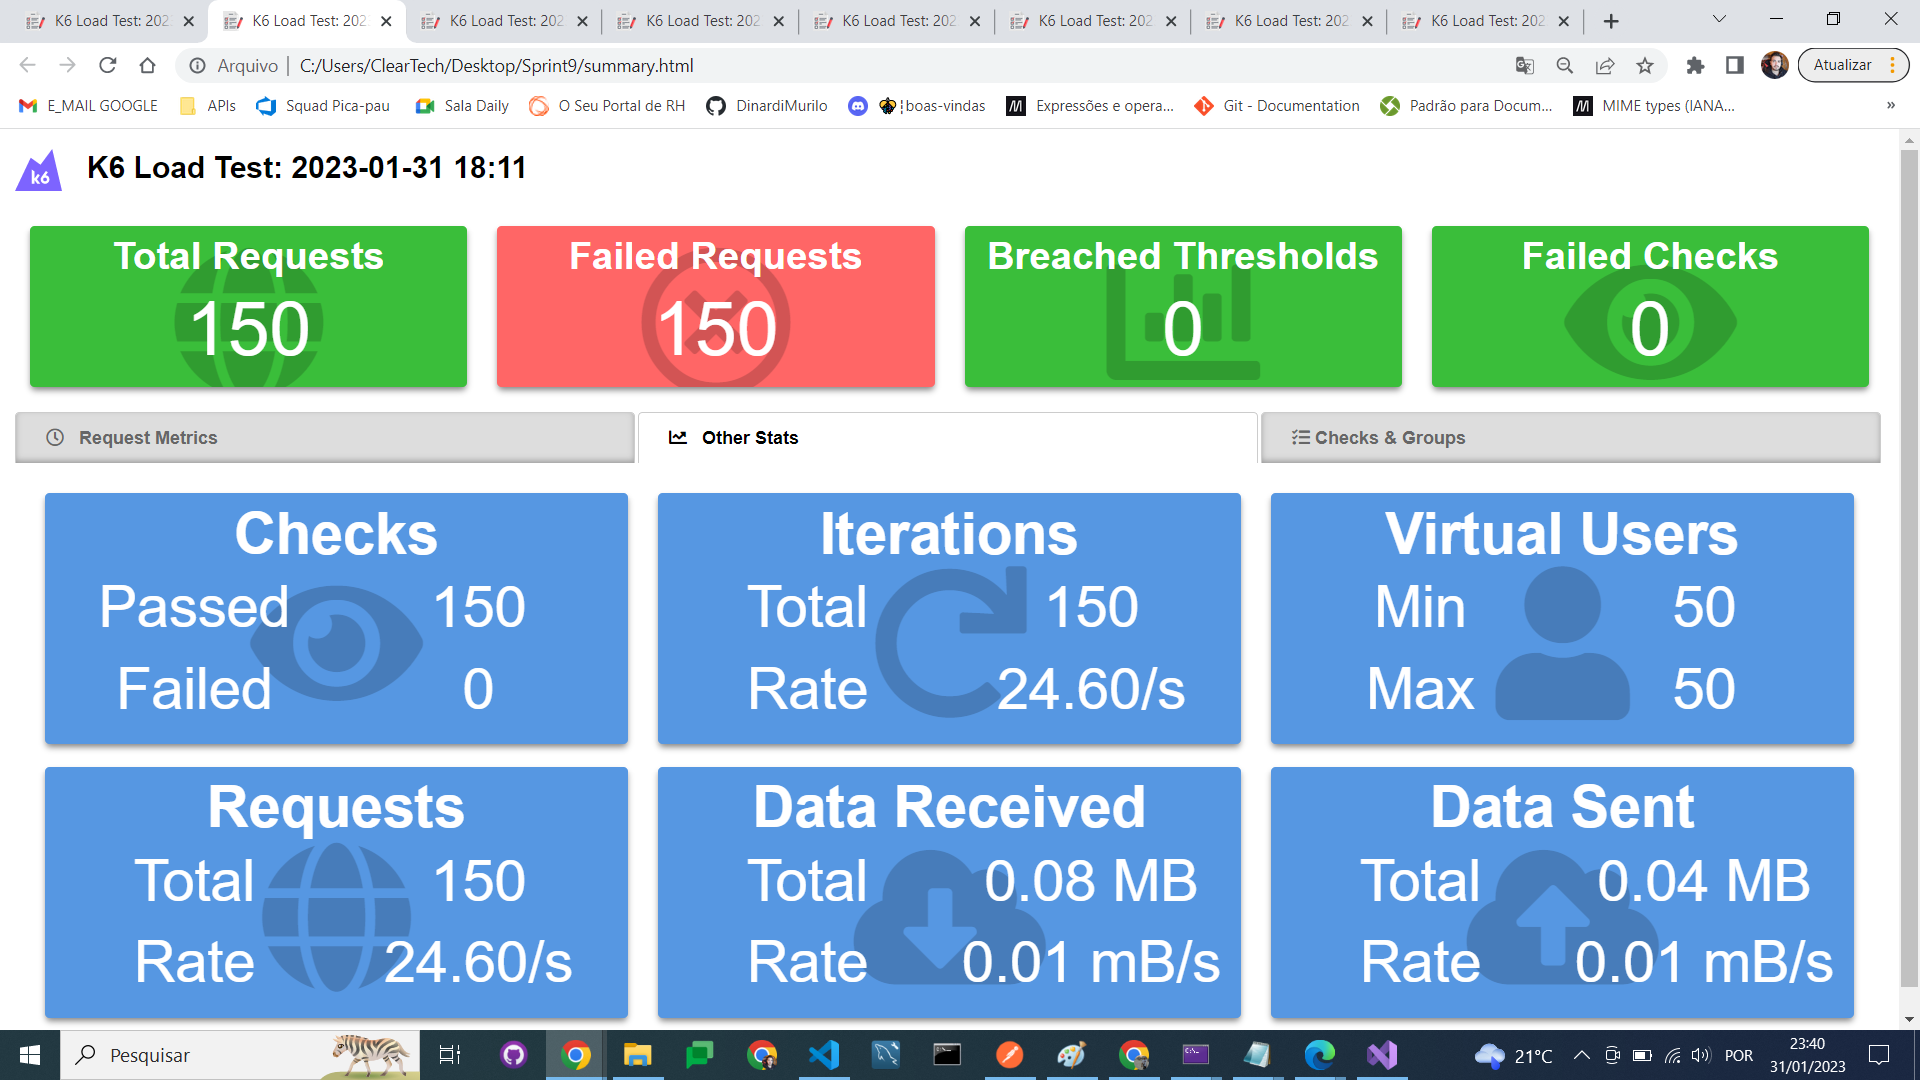 K6 Load Test: 202
K6 Load Test: 202
K6 Load Test: 202
K6 Load Test: 202
K6 Load Test: 202
K6 Load Test: 202
K6 Load Test: 202
K6 Load Test: 202
Arquivo
C:/Users/ClearTech/Desktop/Sprint9/summary.html
Atualizar
E_MAIL GOOGLE
APIs
Squad Pica-pau
Sala Daily
O Seu Portal de RH
DinardiMurilo
¦boas-vindas
Expressões e opera...
Git - Documentation
Padrão para Docum...
MIME types (IANA...
»
k6
K6 Load Test: 2023-01-31 18:11
Total Requests
150
Failed Requests
150
Breached Thresholds
0
Failed Checks
0
Request Metrics
Other Stats
Checks & Groups
Checks
Passed 150
Failed 0
Iterations
Total 150
Rate 24.60/s
Virtual Users
Min 50
Max 50
Requests
Total 150
Rate 24.60/s
Data Received
Total 0.08 MB
Rate 0.01 mB/s
Data Sent
Total 0.04 MB
Rate 0.01 mB/s
Pesquisar
21°C
POR
23:40
31/01/2023